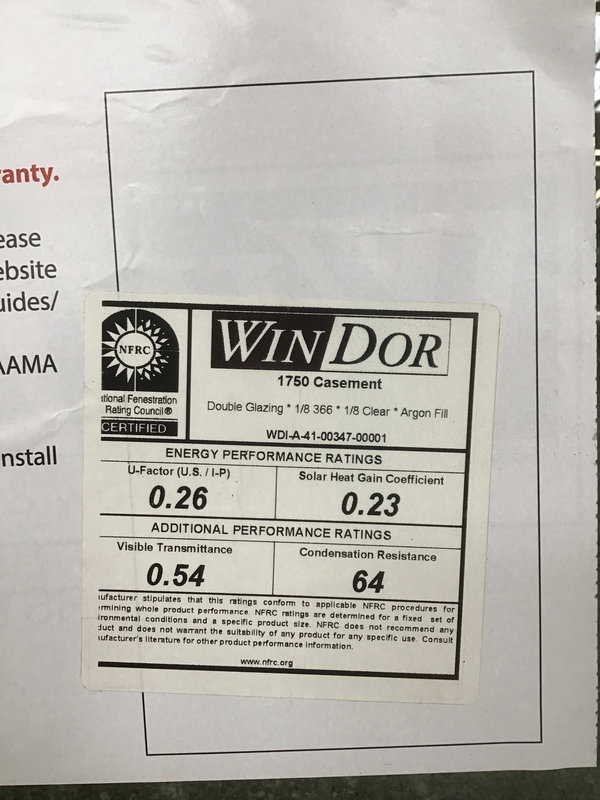 ranty.
ease
ebsite
uides/
AAMA
nstall
NFRC
ational Fenestration
Rating Council®
CERTIFIED
WINDOR
1750 Casement
Double Glazing * 1/8 366 * 1/8 Clear * Argon Fill
WDI-A-41-00347-00001
ENERGY PERFORMANCE RATINGS
U-Factor (U.S. / I-P)
0.26
Solar Heat Gain Coefficient
0.23
ADDITIONAL PERFORMANCE RATINGS
Visible Transmittance
0.54
Condensation Resistance
64
ufacturer stipulates that this ratings conform to applicable NFRC procedures for
ermining whole product performance. NFRC ratings are determined for a fixed set of
ironmental conditions and a specific product size. NFRC does not recommend any
duct and does not warrant the suitability of any product for any specific use. Consult
ufacturer's literature for other product performance information.
www.nfrc.org